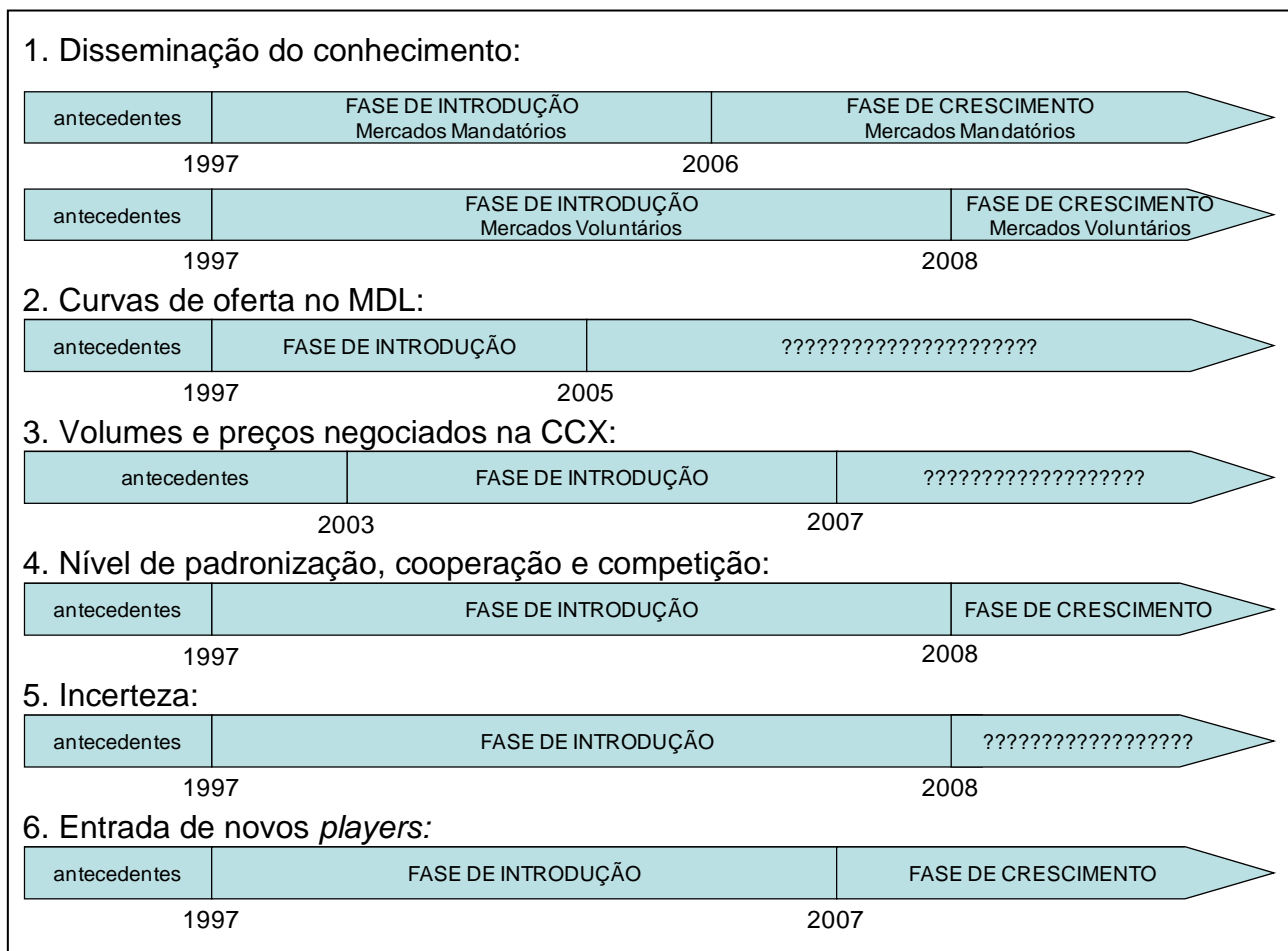 1. Disseminação do conhecimento:
antecedentes
FASE DE INTRODUÇÃO
Mercados Mandatórios
FASE DE CRESCIMENTO
Mercados Mandatórios
1997
2006
antecedentes
FASE DE INTRODUÇÃO
Mercados Voluntários
FASE DE CRESCIMENTO
Mercados Voluntários
1997
2008
2. Curvas de oferta no MDL:
antecedentes
FASE DE INTRODUÇÃO
??????????????????????
1997
2005
3. Volumes e preços negociados na CCX:
antecedentes
FASE DE INTRODUÇÃO
???????????????????
2003
2007
4. Nível de padronização, cooperação e competição:
antecedentes
FASE DE INTRODUÇÃO
FASE DE CRESCIMENTO
1997
2008
5. Incerteza:
antecedentes
FASE DE INTRODUÇÃO
??????????????????
1997
2008
6. Entrada de novos players:
antecedentes
FASE DE INTRODUÇÃO
FASE DE CRESCIMENTO
1997
2007